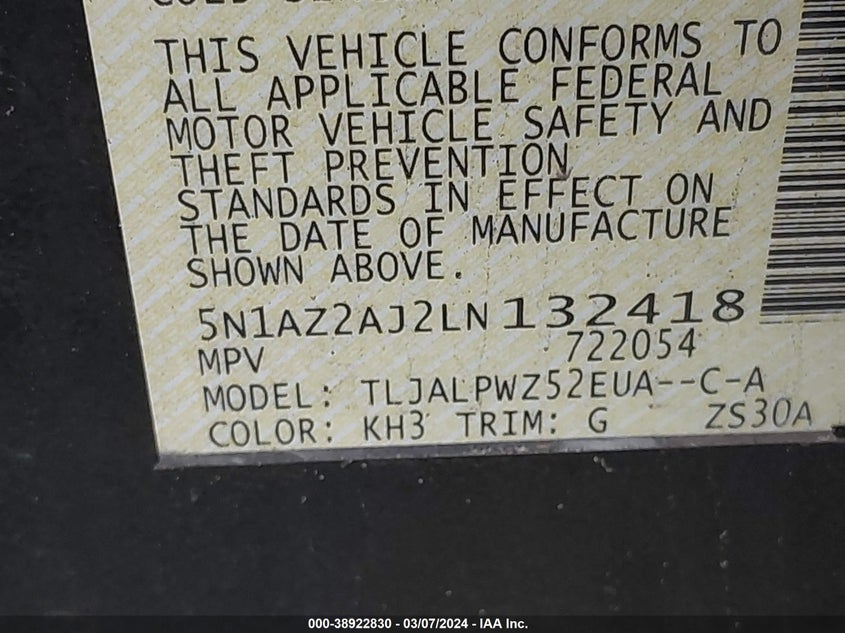 THIS VEHICLE CONFORMS TO
ALL APPLICABLE FEDERAL
MOTOR VEHICLE SAFETY AND
THEFT PREVENTION
STANDARDS IN EFFECT ON
THE DATE OF MANUFACTURE
SHOWN ABOVE.
5N1AZ2AJ2LN132418
MPV 722054
MODEL: TLJALPWZ52EUA--C-A
COLOR: KH3 TRIM: G ZS30A
000-38922830 - 03/07/2024 - IAA Inc.